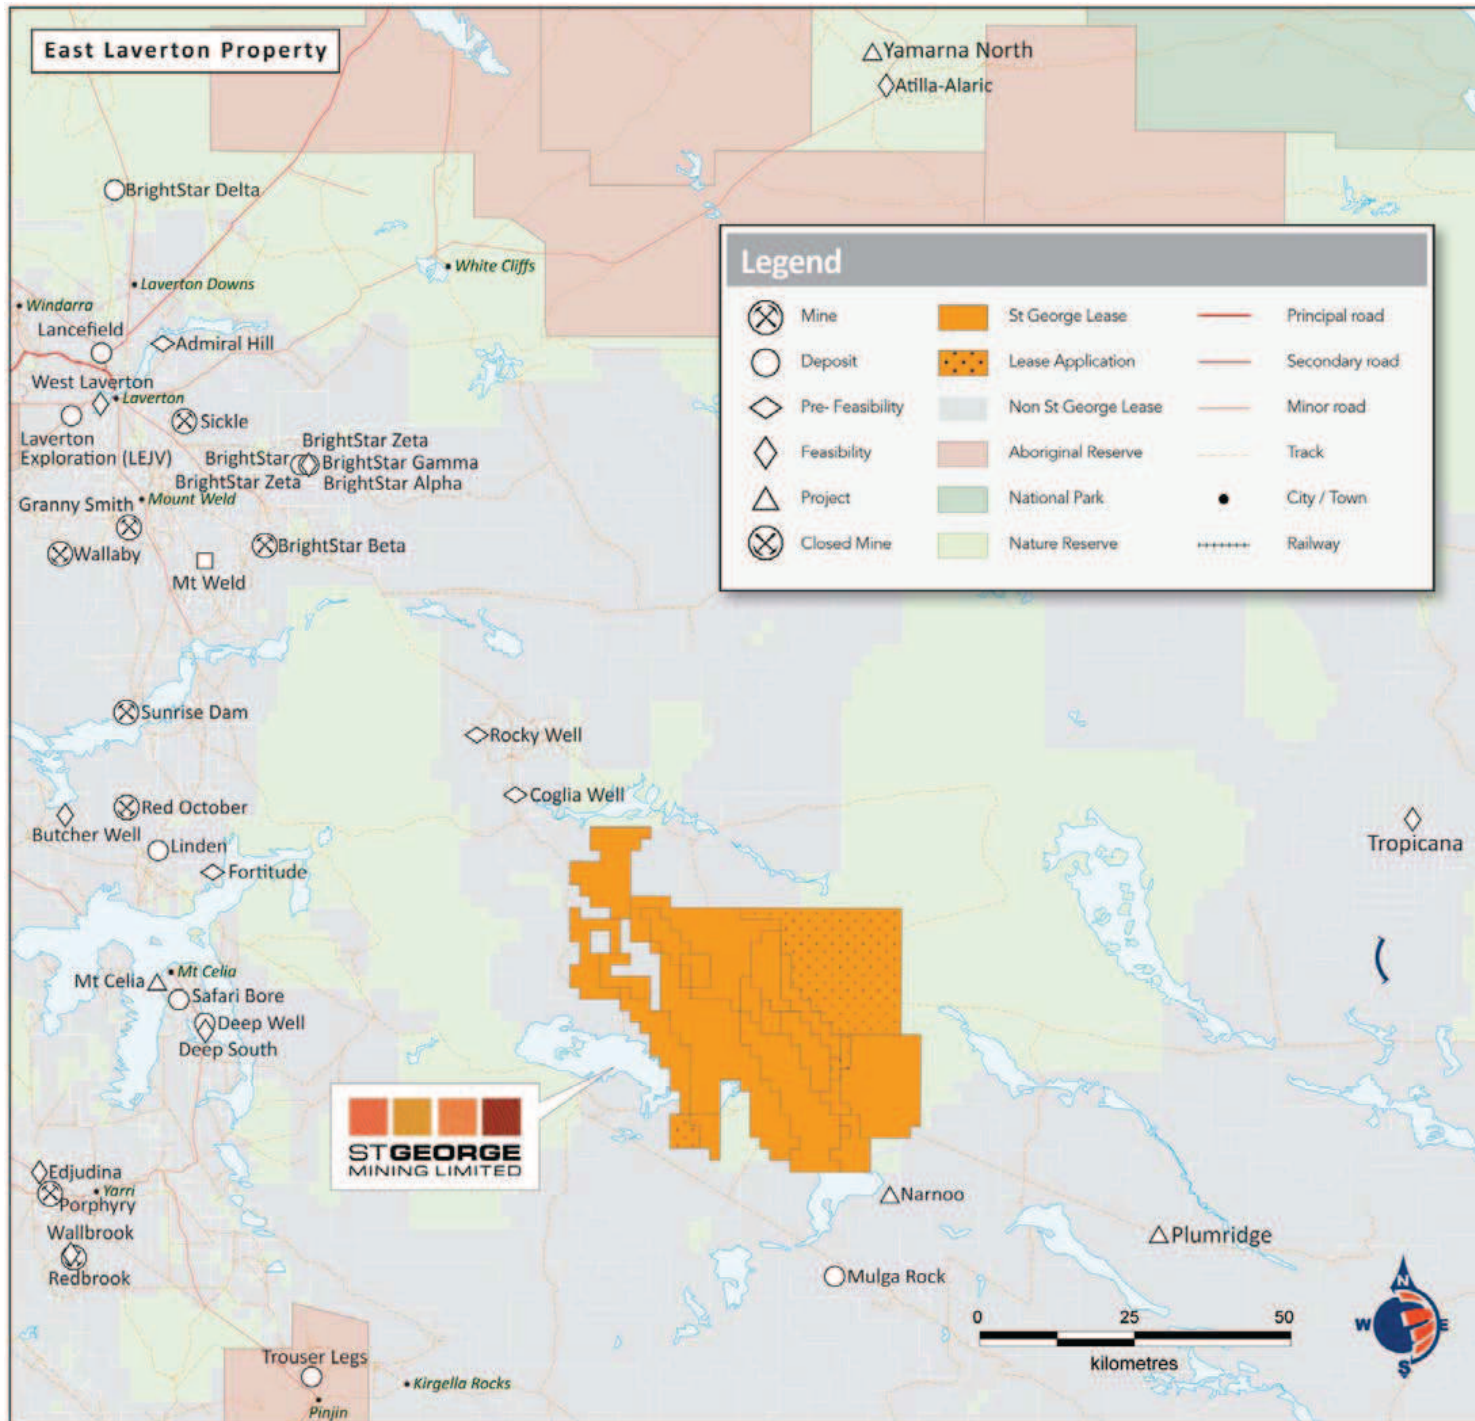 East Laverton Property
Yamarna North
Atilla-Alaric
BrightStar Delta
White Cliffs
Laverton Downs
Windarra
Lancefield
Admiral Hill
West Laverton
Laverton
Sickle
Laverton
Exploration (LEJV)
BrightStar Zeta
BrightStar
BrightStar Gamma
BrightStar Zeta
BrightStar Alpha
Mount Weld
Granny Smith
Wallaby
BrightStar Beta
Mt Weld
Legend
Mine
St George Lease
Principal road
Deposit
Lease Application
Secondary road
Pre- Feasibility
Non St George Lease
Minor road
Feasibility
Aboriginal Reserve
Track
Project
National Park
City / Town
Closed Mine
Nature Reserve
Railway
Sunrise Dam
Rocky Well
Coglia Well
Red October
Butcher Well
Linden
Fortitude
Tropicana
Mt Celia
Mt Celia
Safari Bore
Deep Well
Deep South
STGEORGE
MINING LIMITED
Edjudina
Yarri
Porphyry
Wallbrook
Redbrook
Narnoo
Plumridge
Mulga Rock
0 25 50
kilometres
N
W E
S
Trouser Legs
Kirgella Rocks
Pinjin